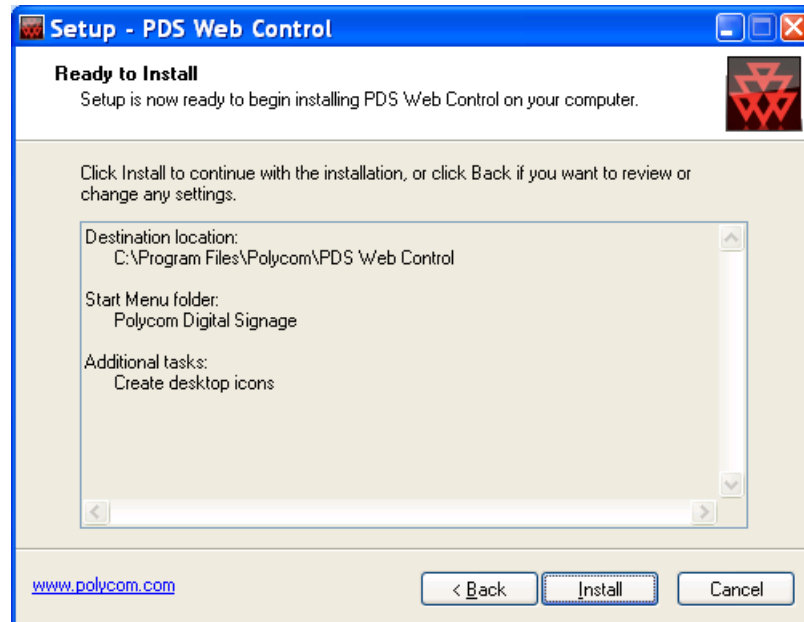 Setup - PDS Web Control
Ready to Install
Setup is now ready to begin installing PDS Web Control on your computer.
Click Install to continue with the installation, or click Back if you want to review or
change any settings.
Destination location:
C:\Program Files\Polycom\PDS Web Control
Start Menu folder:
Polycom Digital Signage
Additional tasks:
Create desktop icons
www.polycom.com
< Back
Install
Cancel